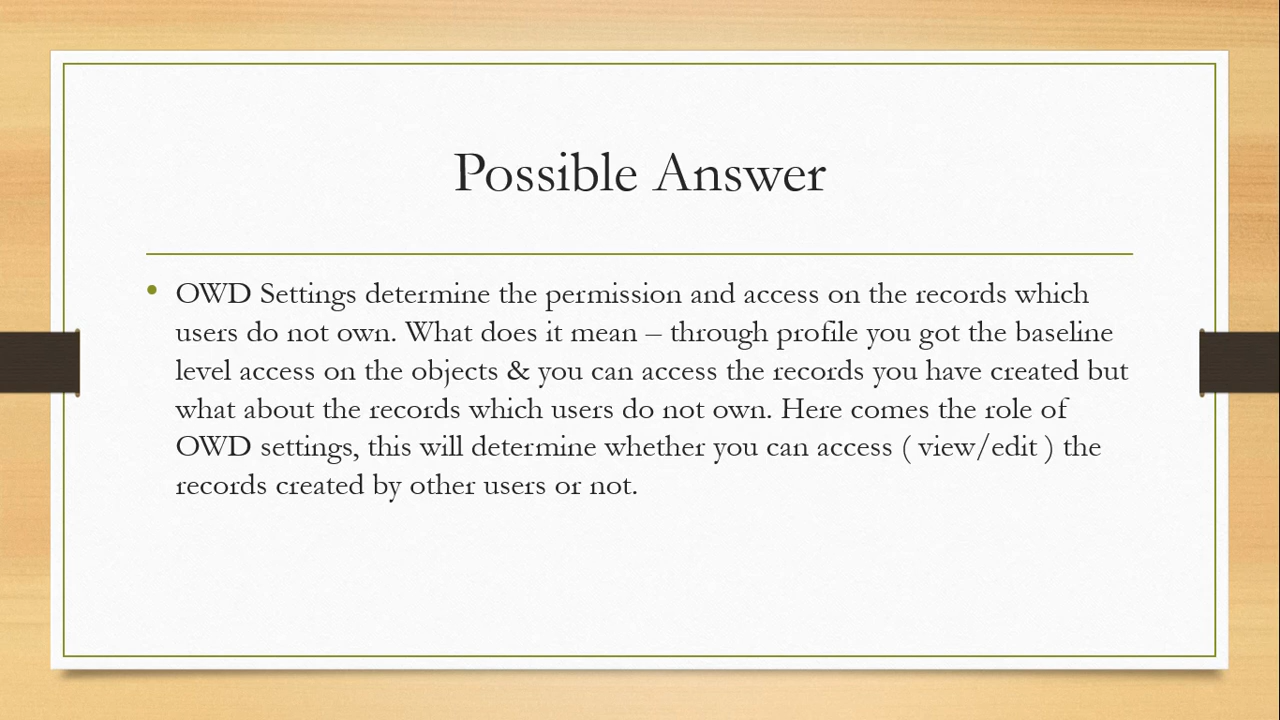 Possible Answer
• OWD Settings determine the permission and access on the records which
users do not own. What does it mean – through profile you got the baseline
level access on the objects & you can access the records you have created but
what about the records which users do not own. Here comes the role of
OWD settings, this will determine whether you can access ( view/edit ) the
records created by other users or not.